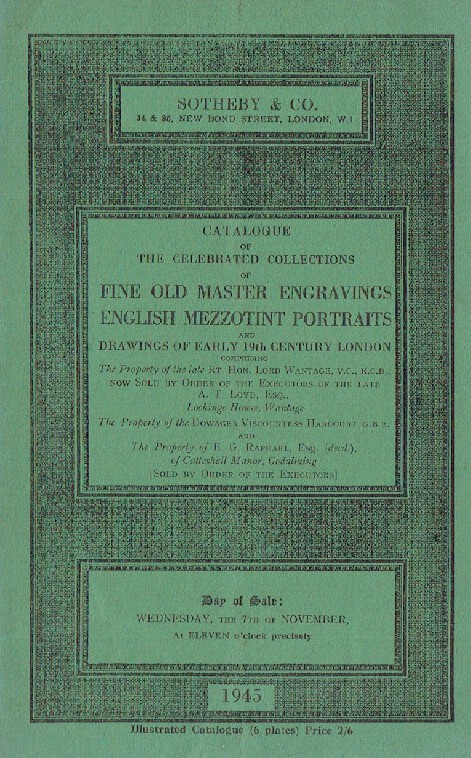 SOTHEBY & CO.
34 & 35, NEW BOND STREET, LONDON, W.1
CATALOGUE
OF
THE CELEBRATED COLLECTIONS
OF
FINE OLD MASTER ENGRAVINGS
ENGLISH MEZZOTINT PORTRAITS
AND
DRAWINGS OF EARLY 19th CENTURY LONDON
COMPRISING
The Property of the late RT. HON. LORD WANTAGE, V.C., K.C.B.,
NOW SOLD BY ORDER OF THE EXECUTORS OF THE LATE
A. T. LOYD, ESQ.,
Lockinge House, Wantage
The Property of the DOWAGER VISCOUNTESS HARCOURT, G.B.E.
AND
The Property of E. G. RAPHAEL, ESQ. (decd.),
of Catteshall Manor, Godalming
(SOLD BY ORDER OF THE EXECUTORS)
Day of Sale:
WEDNESDAY, THE 7TH OF NOVEMBER,
At ELEVEN o'clock precisely
1945
Illustrated Catalogue (6 plates) Price 2/6